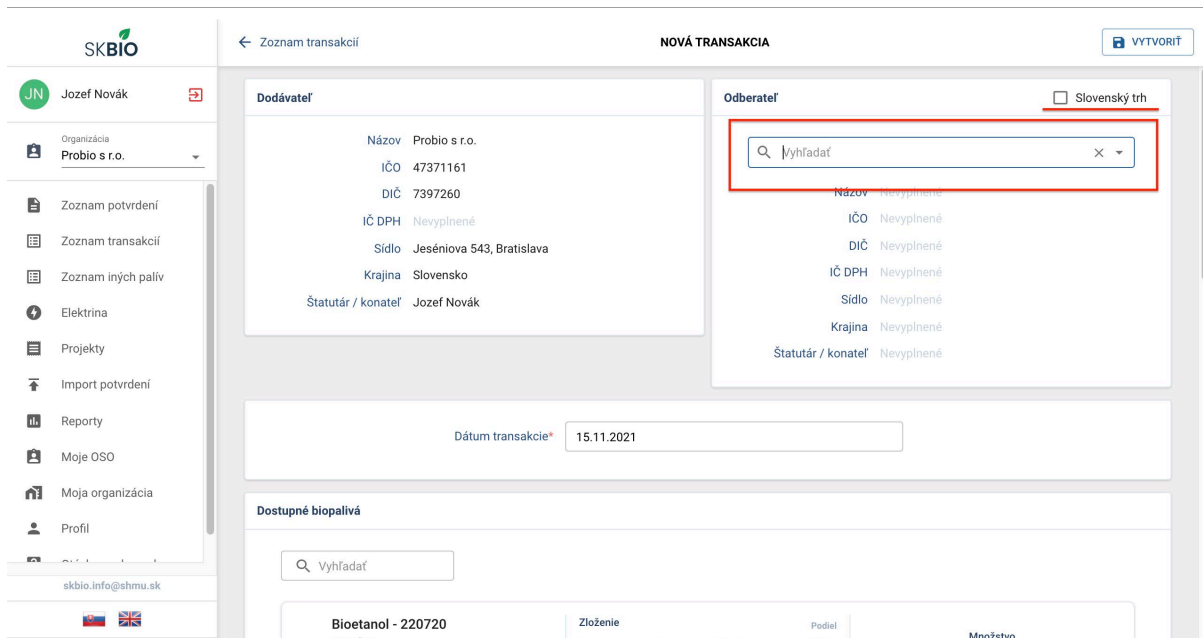 SKBIO
Zoznam transakcií
NOVÁ TRANSAKCIA
VYTVORIŤ
JN
Jozef Novák
Organizácia
Probio s r.o.
Zoznam potvrdení
Zoznam transakcií
Zoznam iných palív
Elektrina
Projekty
Import potvrdení
Reporty
Moje OSO
Moja organizácia
Profil
skbio.info@shmu.sk
Dodávateľ
Názov Probio s r.o.
IČO 47371161
DIČ 7397260
IČ DPH Nevyplnené
Sídlo Jeséniova 543, Bratislava
Krajina Slovensko
Štatutár / konateľ Jozef Novák
Odberateľ
Slovenský trh
Vyhľadať
Názov Nevyplnené
IČO Nevyplnené
DIČ Nevyplnené
IČ DPH Nevyplnené
Sídlo Nevyplnené
Krajina Nevyplnené
Štatutár / konateľ Nevyplnené
Dátum transakcie* 15.11.2021
Dostupné biopalivá
Vyhľadať
Bioetanol - 220720
Zloženie
Podiel
Množstvo